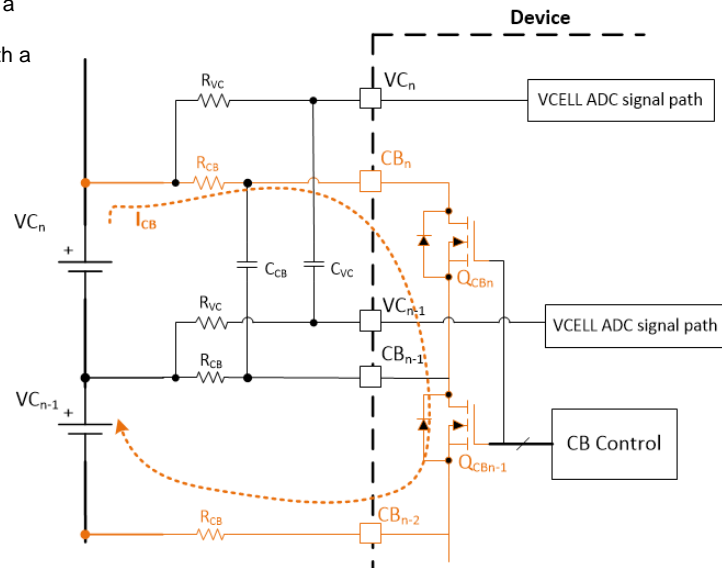 a
th a
Device
RVC
VCn
VCELL ADC signal path
RCB
CBn
VCn
ICB
+
QCBn
CCB
CVC
RVC
VCn-1
VCELL ADC signal path
RCB
CBn-1
VCn-1
+
CB Control
QCBn-1
RCB
CBn-2